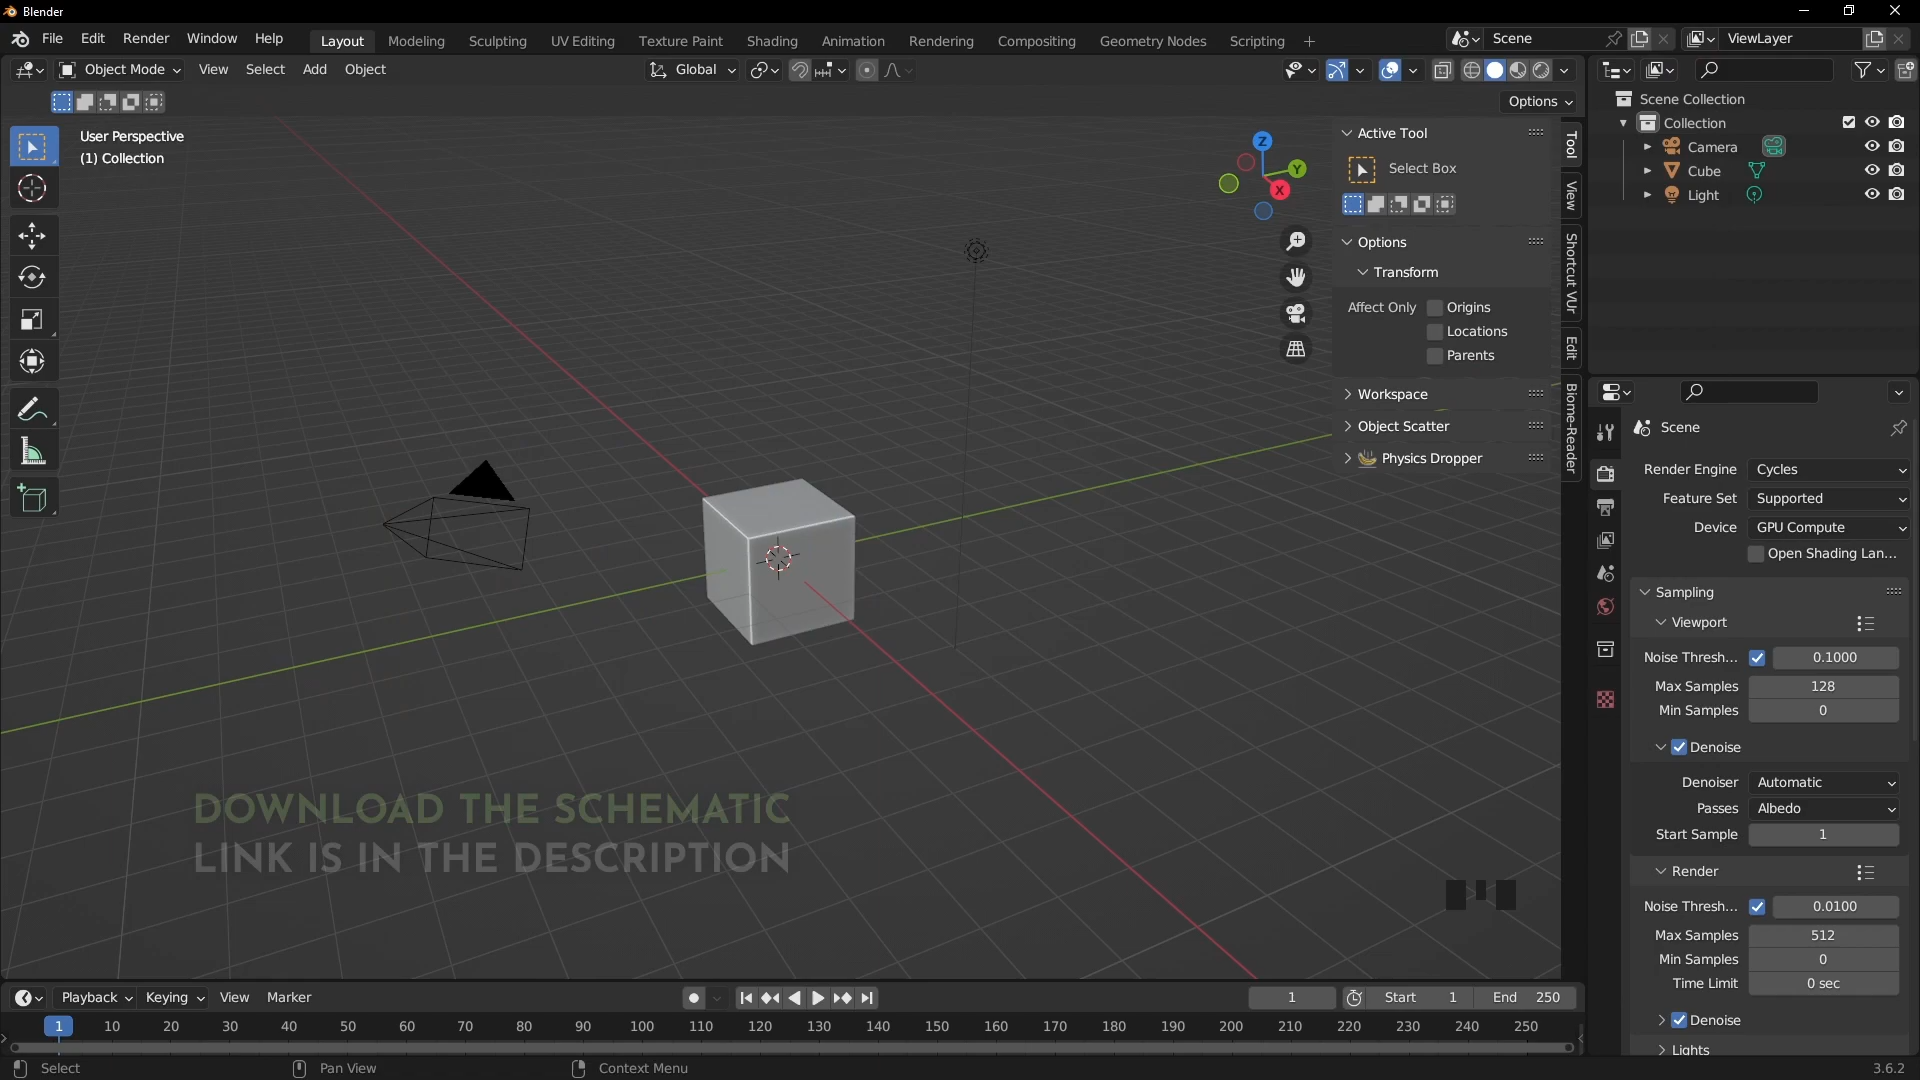 Blender
File Edit Render Window Help Layout Modeling Sculpting UV Editing Texture Paint Shading Animation Rendering Compositing Geometry Nodes Scripting + Scene ViewLayer
Object Mode View Select Add Object Global
Options
User Perspective
(1) Collection
Z
Y
X
Active Tool
Select Box
Options
Transform
Affect Only Origins
Locations
Parents
Workspace
Object Scatter
Physics Dropper
Tool
View
Shortcut VUr
Edit
Biome-Reader
Scene Collection
Collection
Camera
Cube
Light
Scene
Render Engine Cycles
Feature Set Supported
Device GPU Compute
Open Shading Lan...
Sampling
Viewport
Noise Thresh... 0.1000
Max Samples 128
Min Samples 0
Denoise
Denoiser Automatic
Passes Albedo
Start Sample 1
Render
Noise Thresh... 0.0100
Max Samples 512
Min Samples 0
Time Limit 0 sec
Denoise
Lights
DOWNLOAD THE SCHEMATIC
LINK IS IN THE DESCRIPTION
Playback Keying View Marker 1 Start 1 End 250
1 10 20 30 40 50 60 70 80 90 100 110 120 130 140 150 160 170 180 190 200 210 220 230 240 250
Select Pan View Context Menu 3.6.2